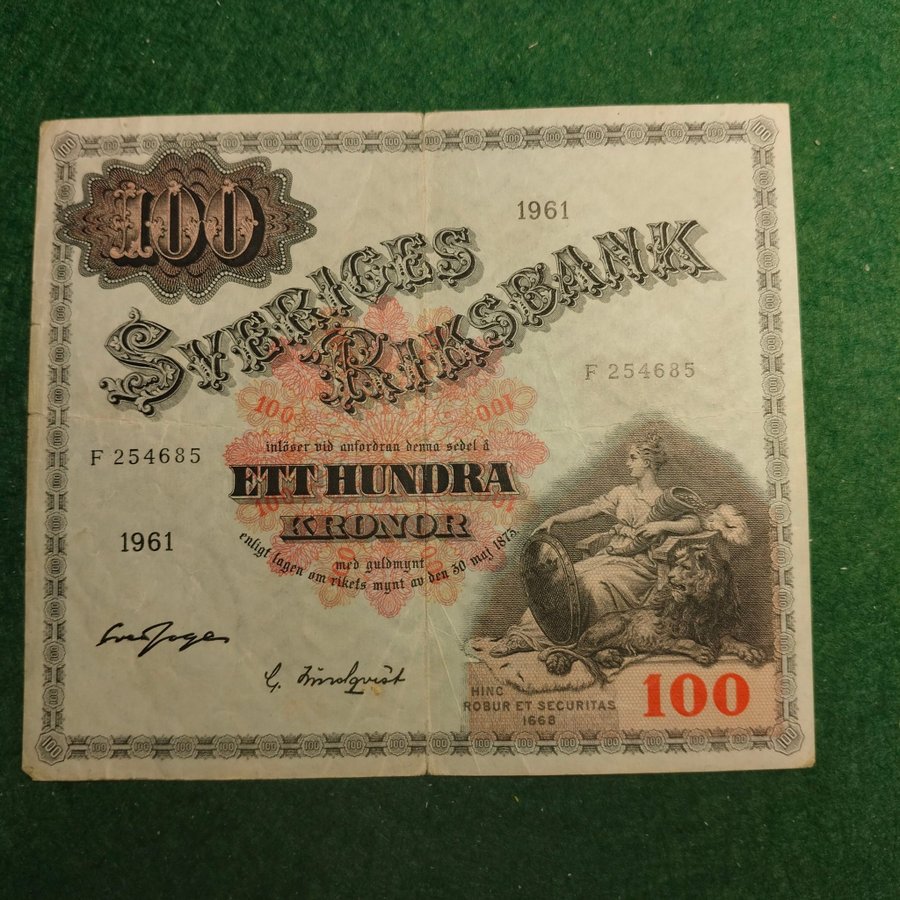 100
1961
SVERIGES
RIKSBANK
F 254685
100 100
inlöser vid anfordran denna sedel å
F 254685
ETT HUNDRA
KRONOR
1961
med guldmynt
enligt lagen om rikets mynt av den 30 maj 1873
G. Lindqvist
HINC
ROBUR ET SECURITAS
1668
100